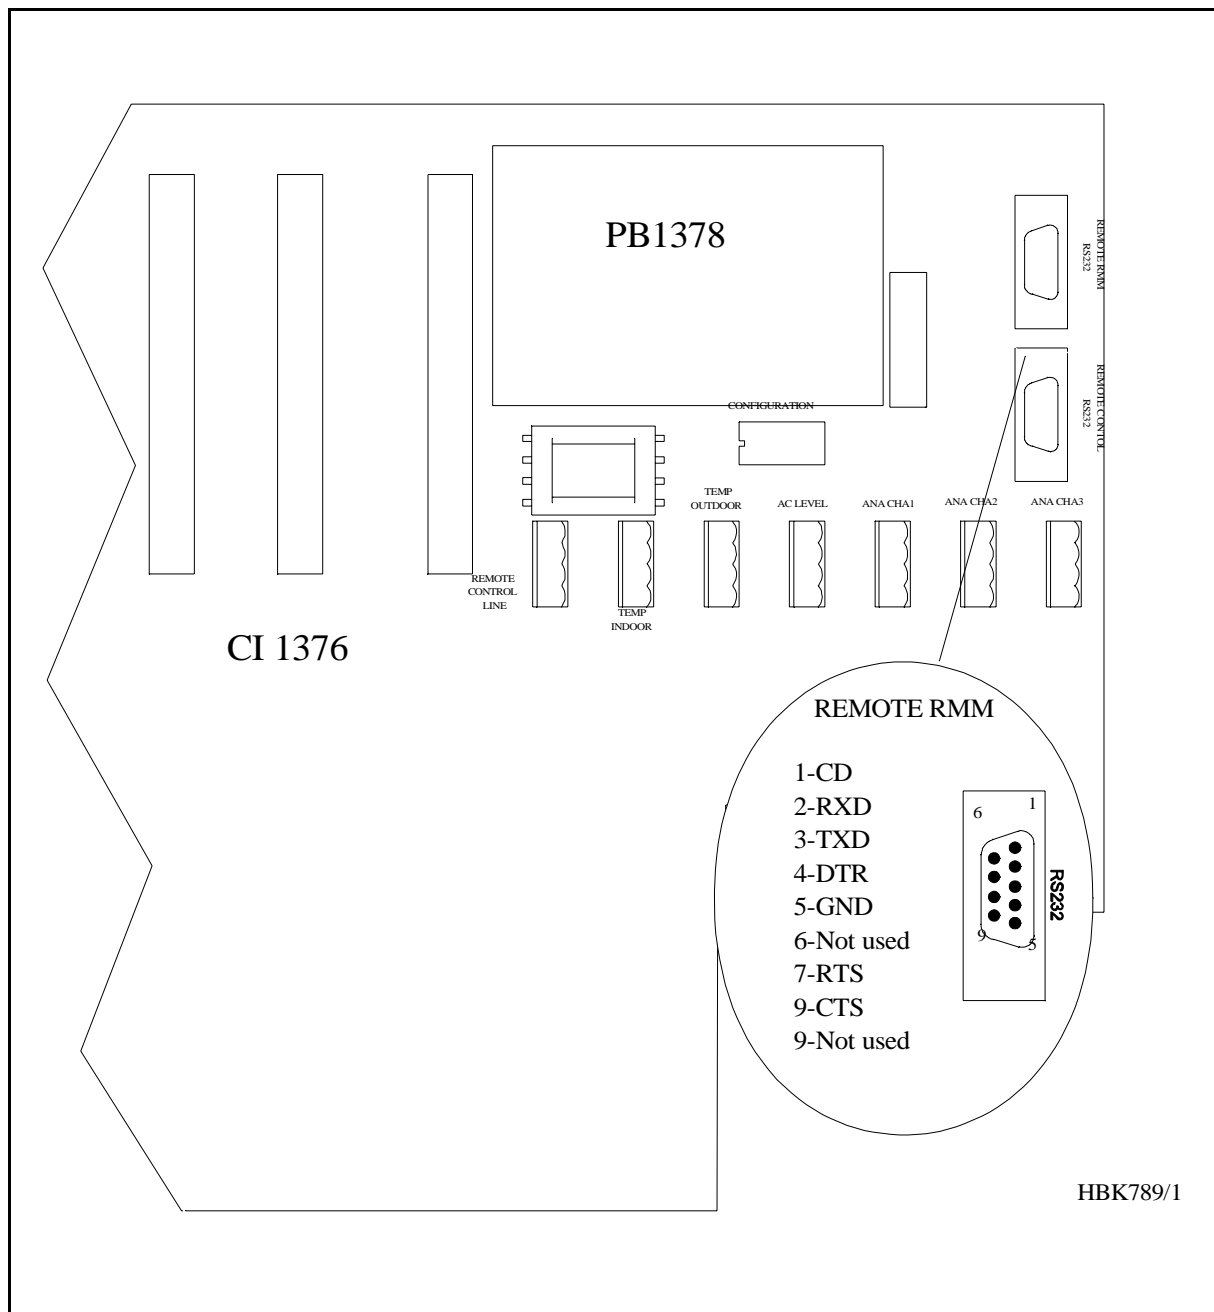 PB1378
REMOTE RMM
RS232
REMOTE CONTOL
RS232
CONFIGURATION
TEMP
OUTDOOR
AC LEVEL
ANA CHA1
ANA CHA2
ANA CHA3
REMOTE
CONTROL
LINE
TEMP
INDOOR
CI 1376
REMOTE RMM
1-CD
2-RXD
3-TXD
4-DTR
5-GND
6-Not used
7-RTS
9-CTS
9-Not used
6
1
RS232
9
5
HBK789/1